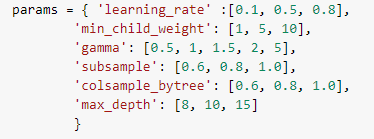 params = { 'learning_rate' :[0.1, 0.5, 0.8],
'min_child_weight': [1, 5, 10],
'gamma': [0.5, 1, 1.5, 2, 5],
'subsample': [0.6, 0.8, 1.0],
'colsample_bytree': [0.6, 0.8, 1.0],
'max_depth': [8, 10, 15]
}